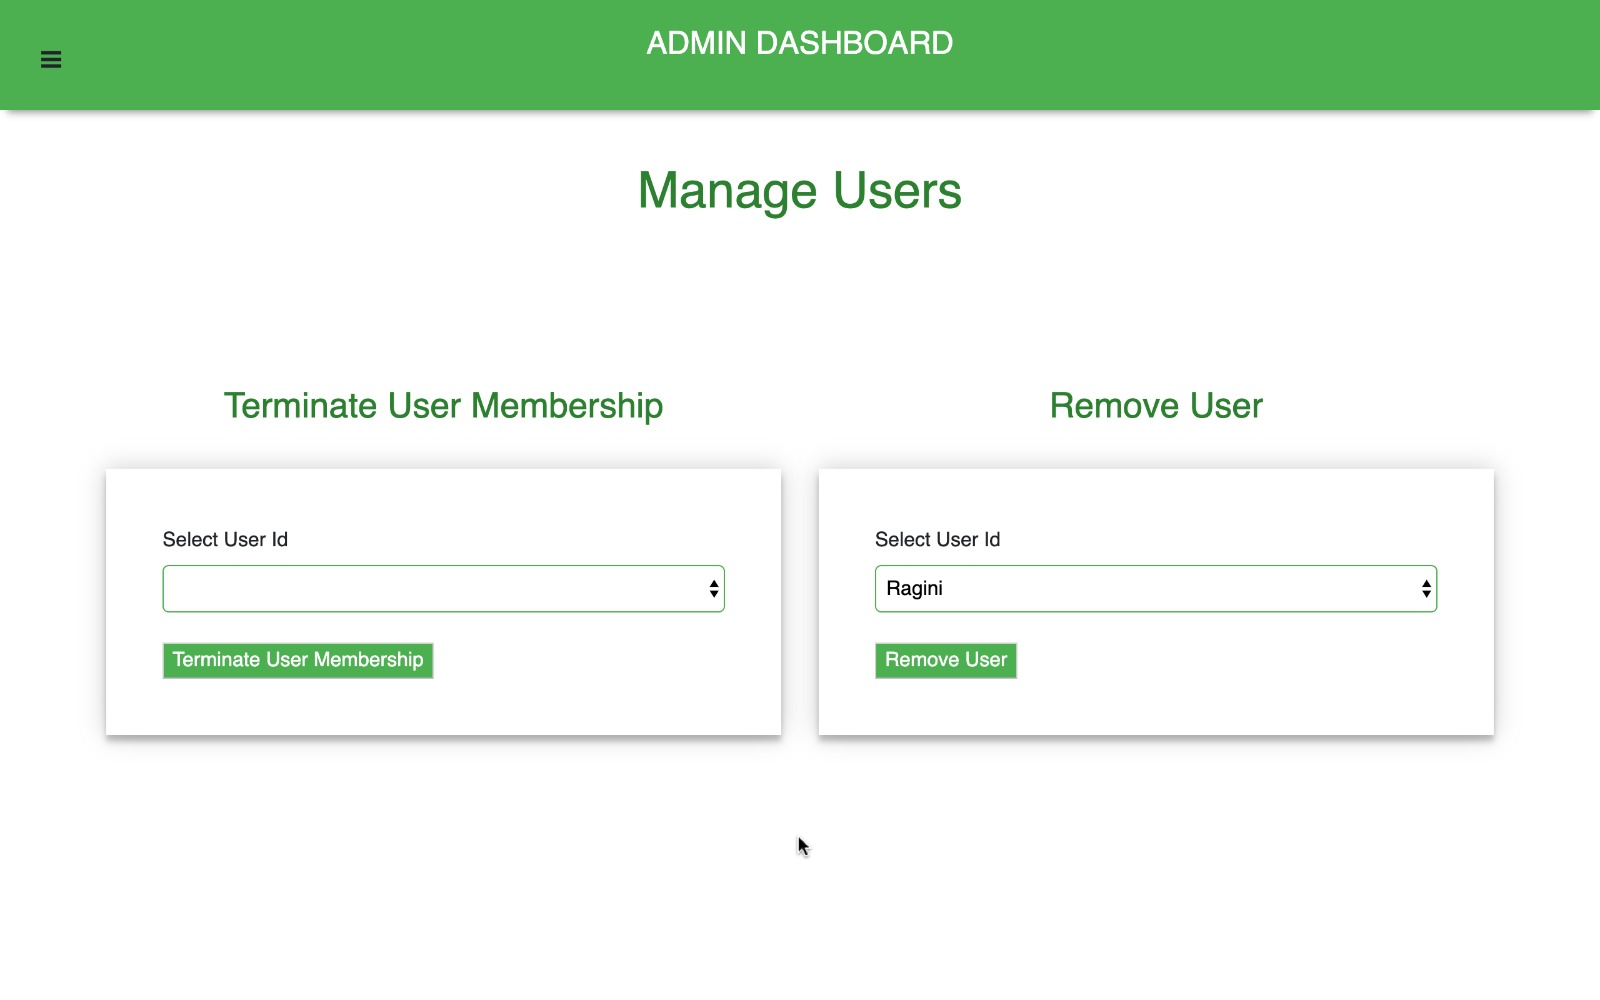 ADMIN DASHBOARD
Manage Users
Terminate User Membership
Select User Id
Terminate User Membership
Remove User
Select User Id
Ragini
Remove User